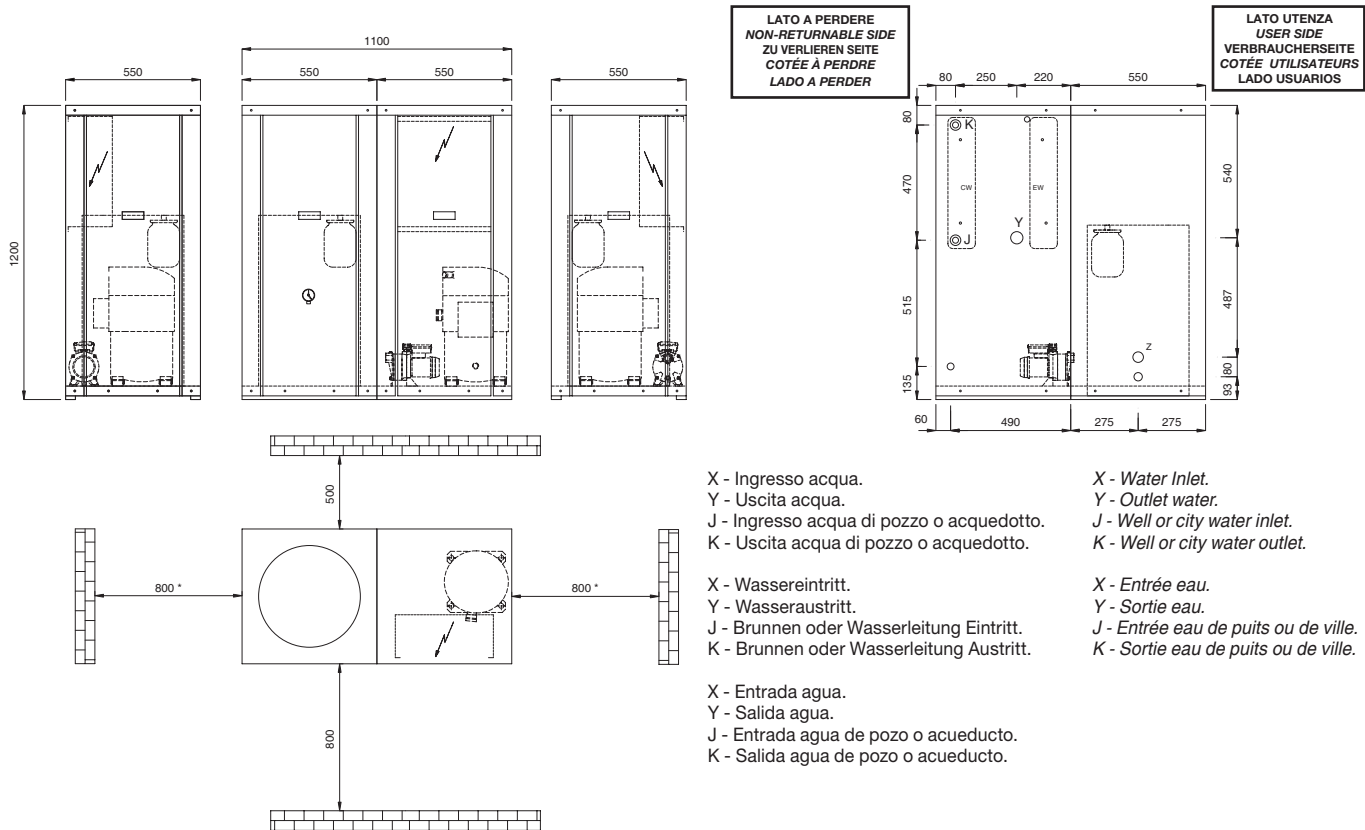 LATO A PERDERE
NON-RETURNABLE SIDE
ZU VERLIEREN SEITE
COTÉE À PERDRE
LADO A PERDER
LATO UTENZA
USER SIDE
VERBRAUCHERSEITE
COTÉE UTILISATEURS
LADO USUARIOS
1100
550
550
550
550
1200
80
250
220
550
80
470
515
135
540
487
80
93
60
490
275
275
K
CW
EW
Y
J
Z
500
800 *
800 *
800
X - Ingresso acqua.
Y - Uscita acqua.
J - Ingresso acqua di pozzo o acquedotto.
K - Uscita acqua di pozzo o acquedotto.
X - Water Inlet.
Y - Outlet water.
J - Well or city water inlet.
K - Well or city water outlet.
X - Wassereintritt.
Y - Wasseraustritt.
J - Brunnen oder Wasserleitung Eintritt.
K - Brunnen oder Wasserleitung Austritt.
X - Entrée eau.
Y - Sortie eau.
J - Entrée eau de puits ou de ville.
K - Sortie eau de puits ou de ville.
X - Entrada agua.
Y - Salida agua.
J - Entrada agua de pozo o acueducto.
K - Salida agua de pozo o acueducto.